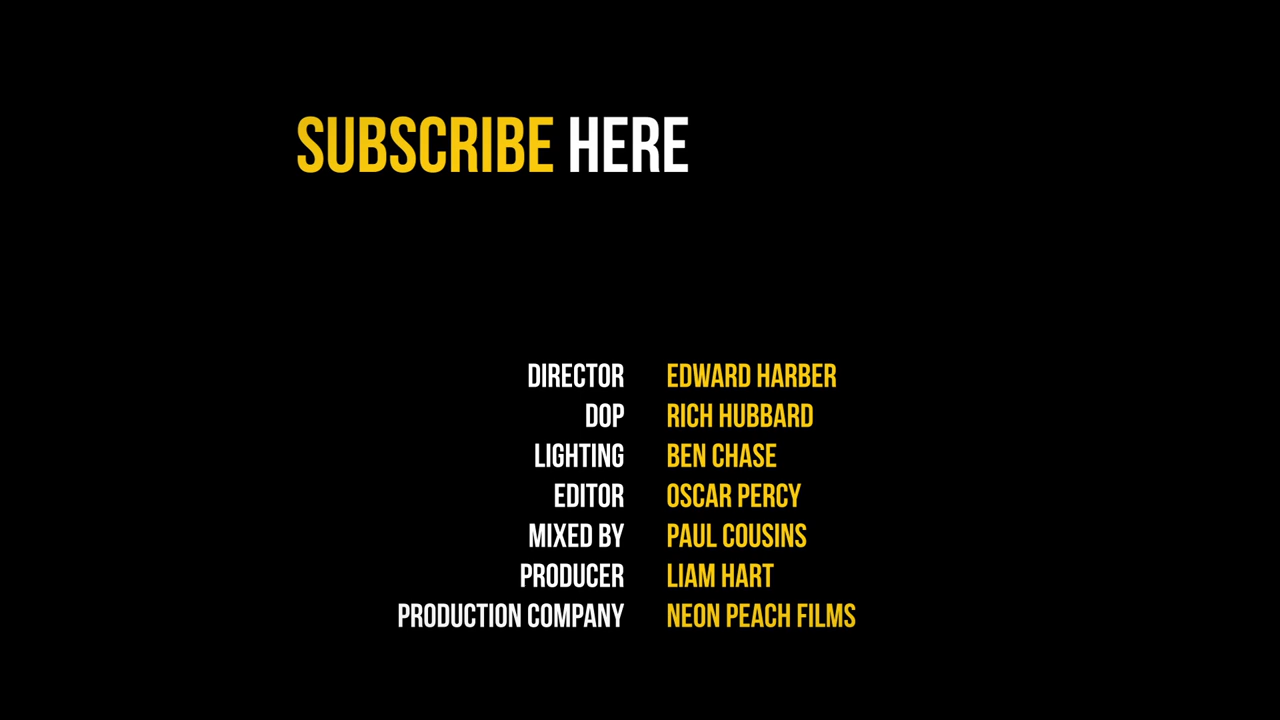 SUBSCRIBE HERE
DIRECTOR EDWARD HARBER
DOP RICH HUBBARD
LIGHTING BEN CHASE
EDITOR OSCAR PERCY
MIXED BY PAUL COUSINS
PRODUCER LIAM HART
PRODUCTION COMPANY NEON PEACH FILMS